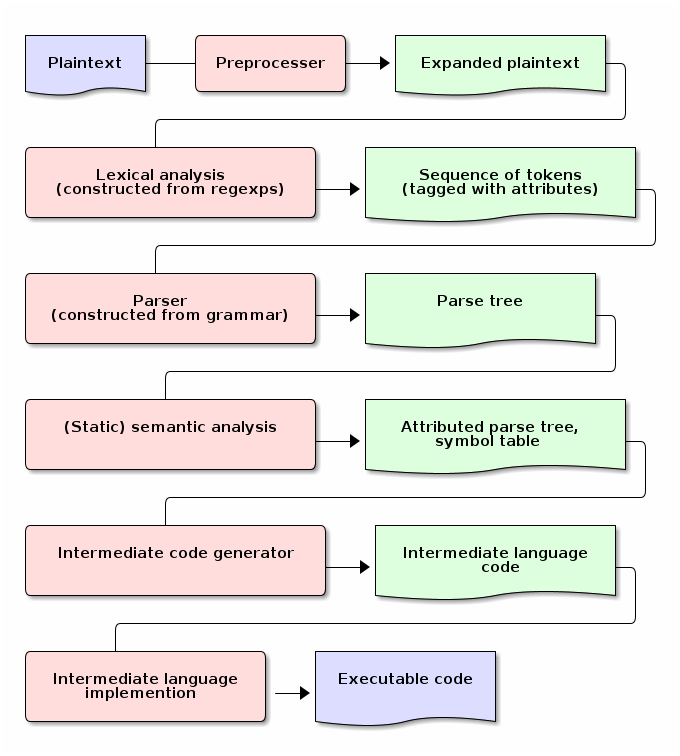 Plaintext
Preprocesser
Expanded plaintext
Lexical analysis
(constructed from regexps)
Sequence of tokens
(tagged with attributes)
Parser
(constructed from grammar)
Parse tree
(Static) semantic analysis
Attributed parse tree,
symbol table
Intermediate code generator
Intermediate language
code
Intermediate language
implemention
Executable code